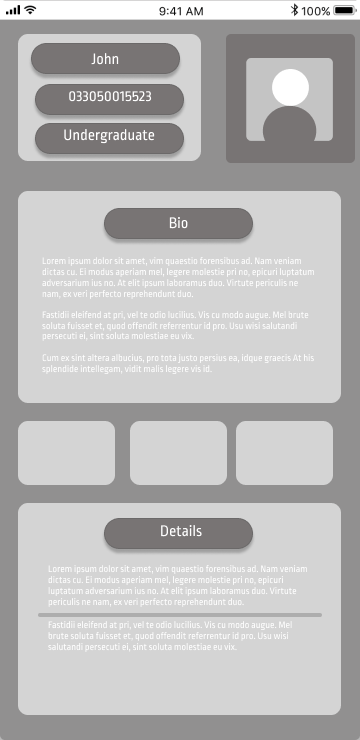 9:41 AM 100%
John
033050015523
Undergraduate
Bio
Lorem ipsum dolor sit amet, vim quaestio forensibus ad. Nam veniam
dictas cu. Ei modus aperiam mel, legere molestie pri no, epicuri luptatum
adversarium ius no. At elit ipsum laboramus duo. Virtute periculis ne
nam, ex veri perfecto reprehendunt duo.
Fastidii eleifend at pri, vel te odio lucilius. Vis cu modo augue. Mel brute
soluta fuisset et, quod offendit referrentur id pro. Usu wisi salutandi
persecuti ei, sint soluta molestiae eu vix.
Cum ex sint altera albucius, pro tota justo persius ea, idque graecis At his
splendide intellegam, vidit malis legere vis id.
Details
Lorem ipsum dolor sit amet, vim quaestio forensibus ad. Nam veniam
dictas cu. Ei modus aperiam mel, legere molestie pri no, epicuri
luptatum adversarium ius no. At elit ipsum laboramus duo. Virtute
periculis ne nam, ex veri perfecto reprehendunt duo.
Fastidii eleifend at pri, vel te odio lucilius. Vis cu modo augue. Mel
brute soluta fuisset et, quod offendit referrentur id pro. Usu wisi
salutandi persecuti ei, sint soluta molestiae eu vix.